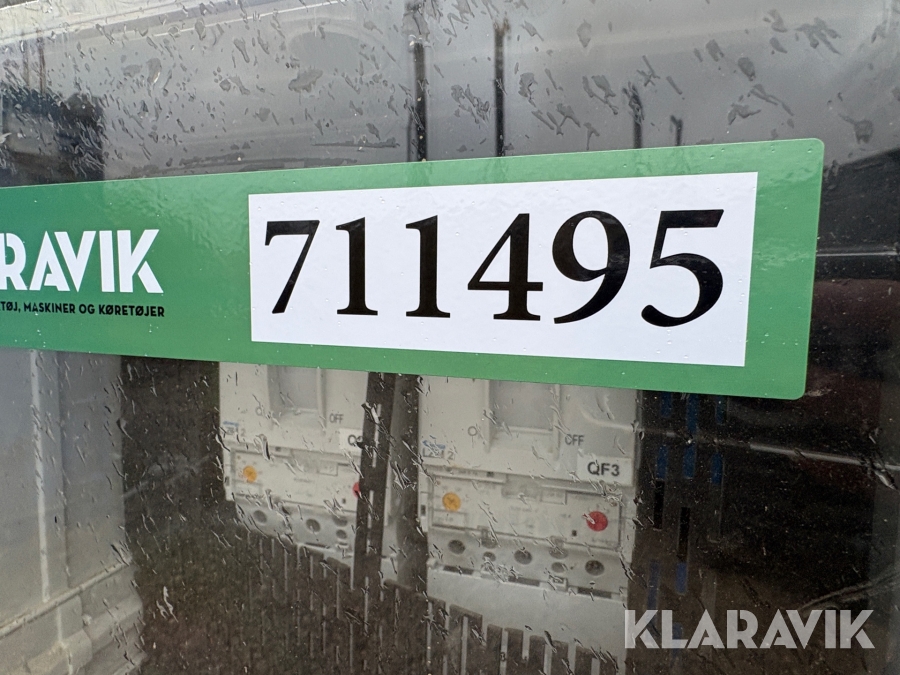 RAVIK
TØJ, MASKINER OG KØRETØJER
711495
OFF
OFF
QF3
KLARAVIK